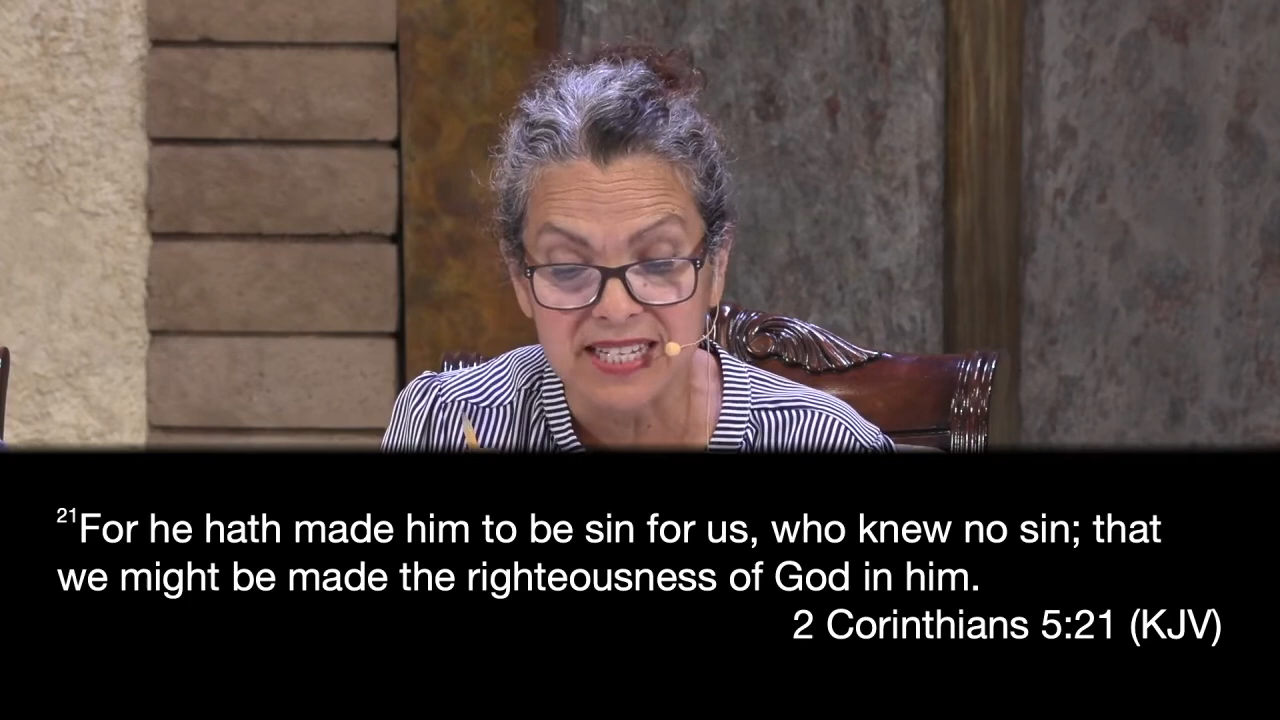 21For he hath made him to be sin for us, who knew no sin; that
we might be made the righteousness of God in him.
2 Corinthians 5:21 (KJV)